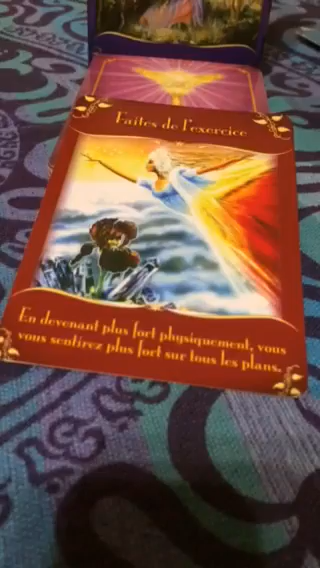 Faites de l'exercice
En devenant plus fort physiquement, vous
vous sentirez plus fort sur tous les plans.